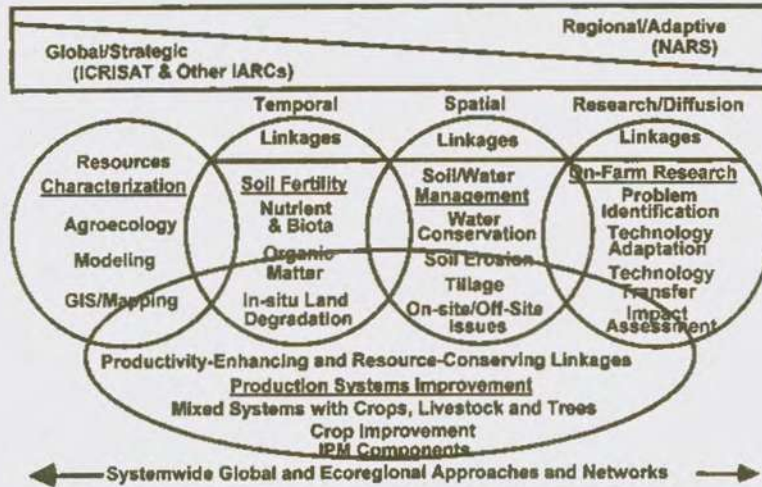 Regional/Adaptive
(NARS)
Global/Strategic
(ICRISAT & Other IARCs)
Temporal
Linkages
Spatial
Linkages
Research/Diffusion
Linkages
Resources
Characterization
Agroecology
Modeling
GIS/Mapping
Soil Fertility
Nutrient
& Biota
Organic
Matter
In-situ Land
Degradation
Soil/Water
Management
Water
Conservation
Soil Erosion
Tillage
On-site/Off-Site
Issues
On-Farm Research
Problem
Identification
Technology
Adaptation
Technology
Transfer
Impact
Assessment
Productivity-Enhancing and Resource-Conserving Linkages
Production Systems Improvement
Mixed Systems with Crops, Livestock and Trees
Crop Improvement
IPM Components
Systemwide Global and Ecoregional Approaches and Networks